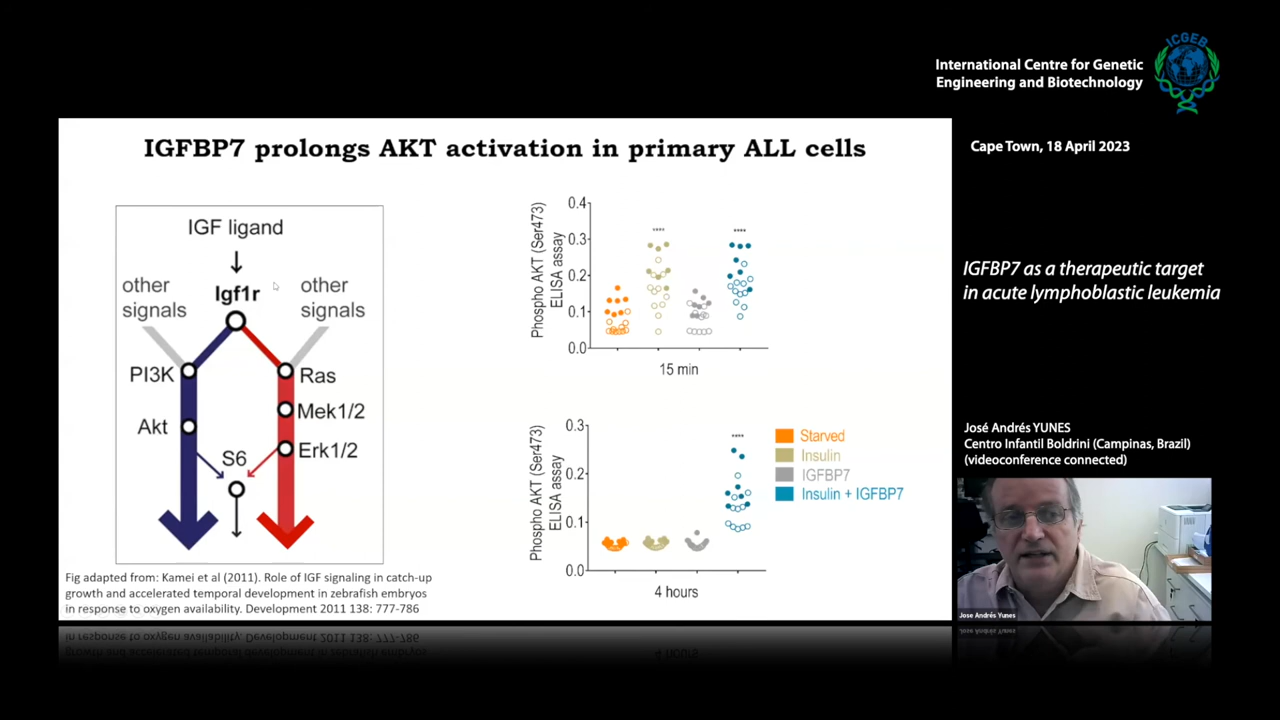 International Centre for Genetic
Engineering and Biotechnology
ICGEB
Cape Town, 18 April 2023
IGFBP7 as a therapeutic target
in acute lymphoblastic leukemia
José Andrés YUNES
Centro Infantil Boldrini (Campinas, Brazil)
(videoconference connected)
Jose Andrés Yunes
IGFBP7 prolongs AKT activation in primary ALL cells
IGF ligand
other
signals
Igf1r
other
signals
PI3K
Ras
Mek1/2
Akt
Erk1/2
S6
Fig adapted from: Kamei et al (2011). Role of IGF signaling in catch-up
growth and accelerated temporal development in zebrafish embryos
in response to oxygen availability. Development 2011 138: 777-786
Phospho AKT (Ser473)
ELISA assay
0.4
0.3
0.2
0.1
0.0
****
****
15 min
Phospho AKT (Ser473)
ELISA assay
0.3
0.2
0.1
0.0
****
4 hours
Starved
Insulin
IGFBP7
Insulin + IGFBP7